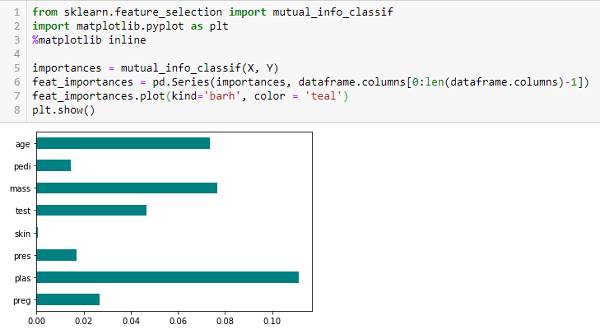 1 from sklearn.feature_selection import mutual_info_classif
2 import matplotlib.pyplot as plt
3 %matplotlib inline
4
5 importances = mutual_info_classif(X, Y)
6 feat_importances = pd.Series(importances, dataframe.columns[0:len(dataframe.columns)-1])
7 feat_importances.plot(kind='barh', color = 'teal')
8 plt.show()
age
pedi
mass
test
skin
pres
plas
preg
0.00 0.02 0.04 0.06 0.08 0.10